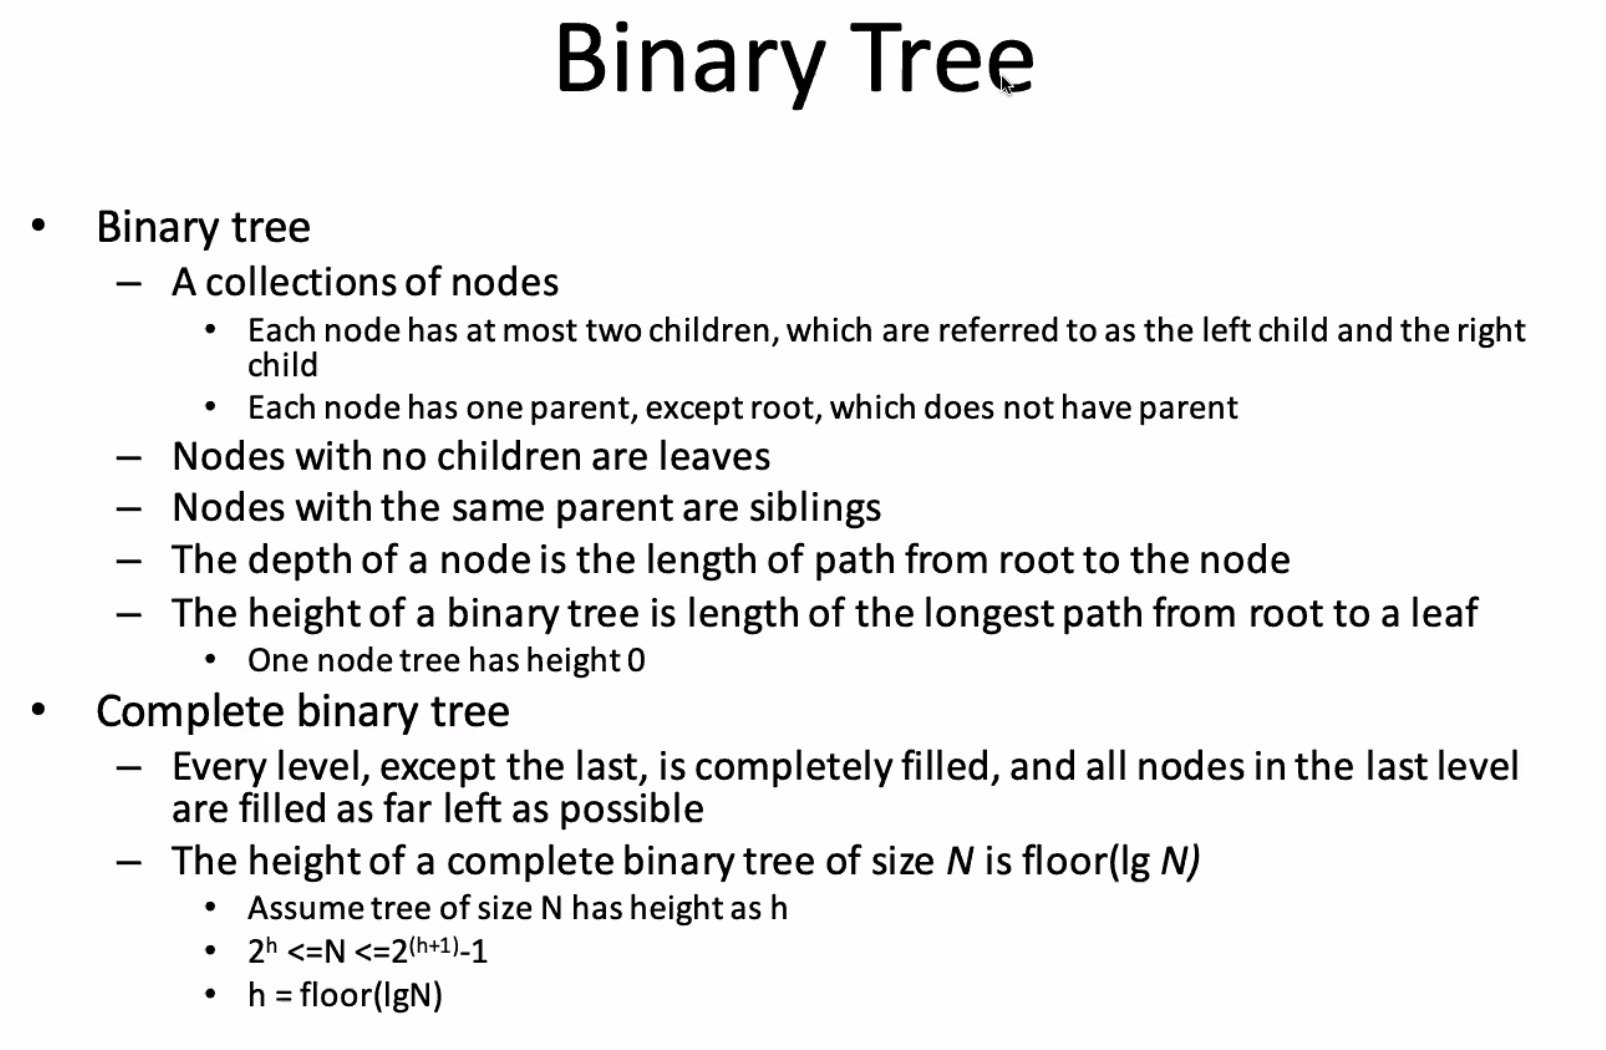 Binary Tree
• Binary tree
– A collections of nodes
• Each node has at most two children, which are referred to as the left child and the right
child
• Each node has one parent, except root, which does not have parent
– Nodes with no children are leaves
– Nodes with the same parent are siblings
– The depth of a node is the length of path from root to the node
– The height of a binary tree is length of the longest path from root to a leaf
• One node tree has height 0
• Complete binary tree
– Every level, except the last, is completely filled, and all nodes in the last level
are filled as far left as possible
– The height of a complete binary tree of size N is floor(lg N)
• Assume tree of size N has height as h
• 2^h <=N <=2^(h+1)-1
• h = floor(lgN)